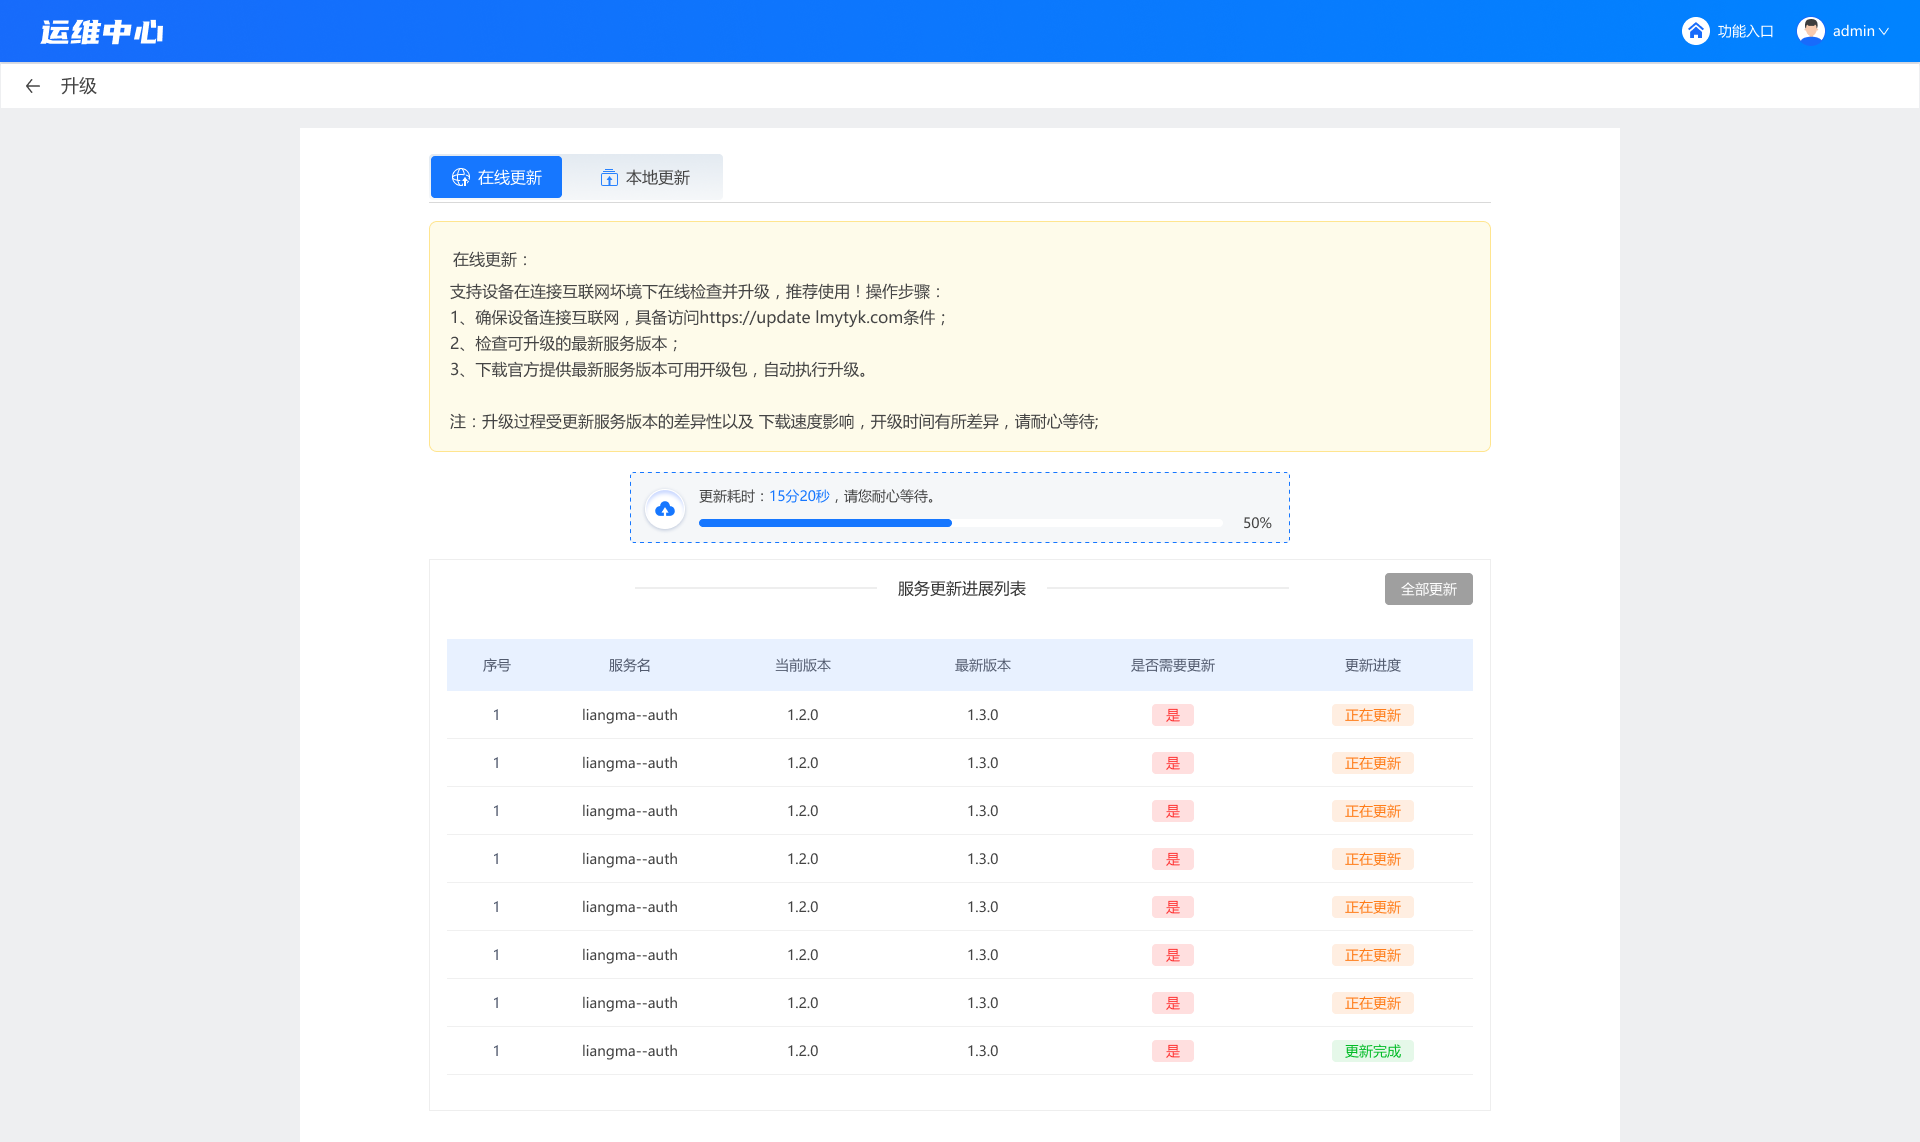 运维中心
功能入口
admin
升级
在线更新
本地更新
在线更新：
支持设备在连接互联网坏境下在线检查并升级，推荐使用！操作步骤：
1、确保设备连接互联网，具备访问https://update lmytyk.com条件；
2、检查可升级的最新服务版本；
3、下载官方提供最新服务版本可用开级包，自动执行升级。
注：升级过程受更新服务版本的差异性以及 下载速度影响，开级时间有所差异，请耐心等待;
更新耗时：15分20秒，请您耐心等待。
50%
服务更新进展列表
全部更新
序号 服务名 当前版本 最新版本 是否需要更新 更新进度
1 liangma--auth 1.2.0 1.3.0 是 正在更新
1 liangma--auth 1.2.0 1.3.0 是 正在更新
1 liangma--auth 1.2.0 1.3.0 是 正在更新
1 liangma--auth 1.2.0 1.3.0 是 正在更新
1 liangma--auth 1.2.0 1.3.0 是 正在更新
1 liangma--auth 1.2.0 1.3.0 是 正在更新
1 liangma--auth 1.2.0 1.3.0 是 正在更新
1 liangma--auth 1.2.0 1.3.0 是 更新完成